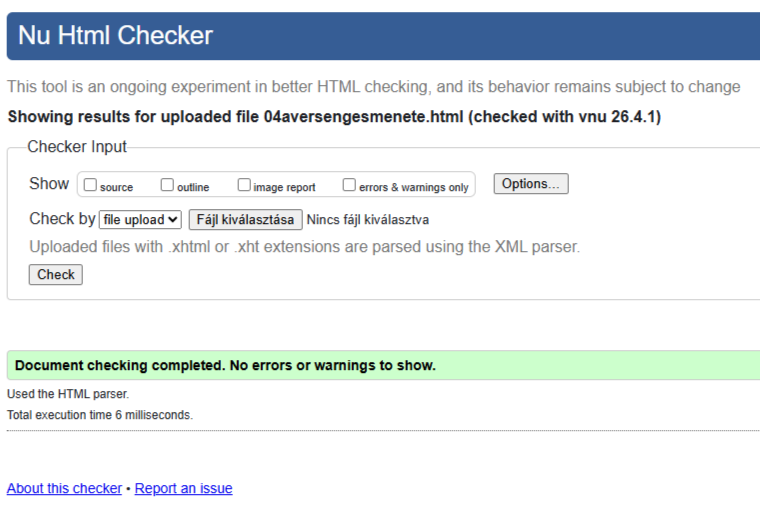 Nu Html Checker
This tool is an ongoing experiment in better HTML checking, and its behavior remains subject to change
Showing results for uploaded file 04aversengesmenete.html (checked with vnu 26.4.1)
Checker Input
Show source outline image report errors & warnings only Options...
Check by file upload Fájl kiválasztása Nincs fájl kiválasztva
Uploaded files with .xhtml or .xht extensions are parsed using the XML parser.
Check
Document checking completed. No errors or warnings to show.
Used the HTML parser.
Total execution time 6 milliseconds.
About this checker • Report an issue